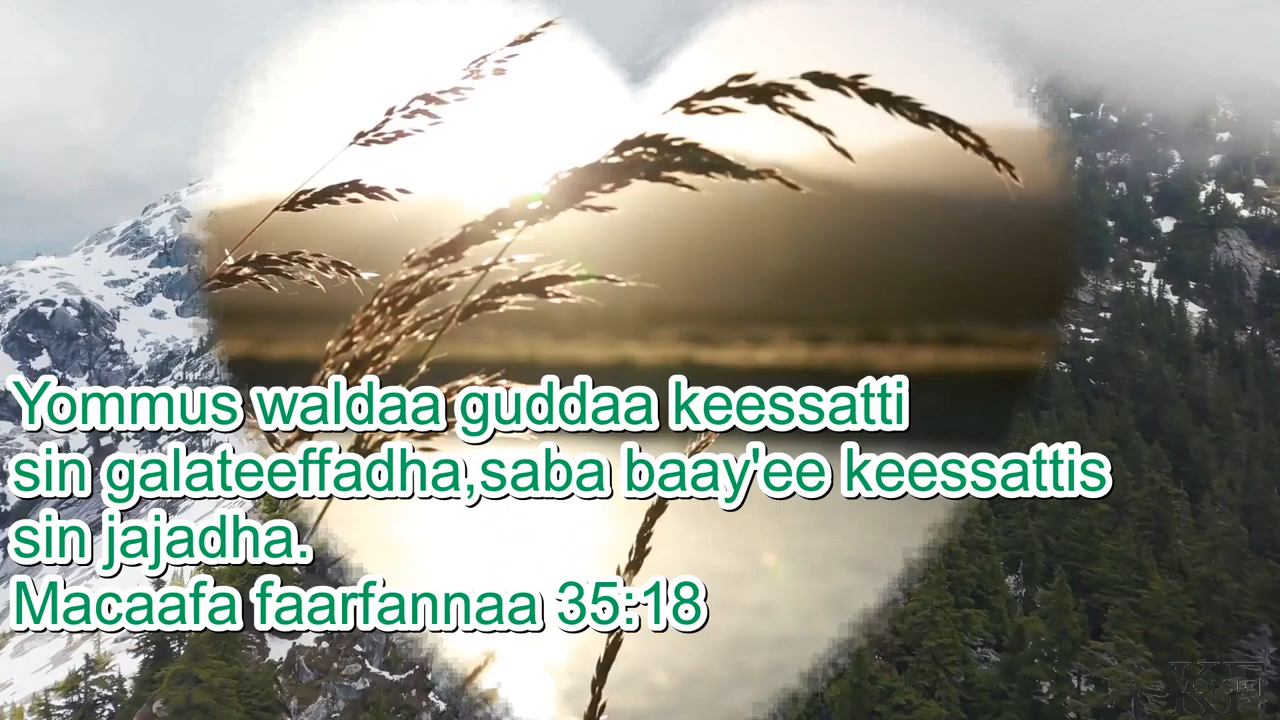 Yommus waldaa guddaa keessatti
sin galateeffadha,saba baay'ee keessattis
sin jajadha.
Macaafa faarfannaa 35:18